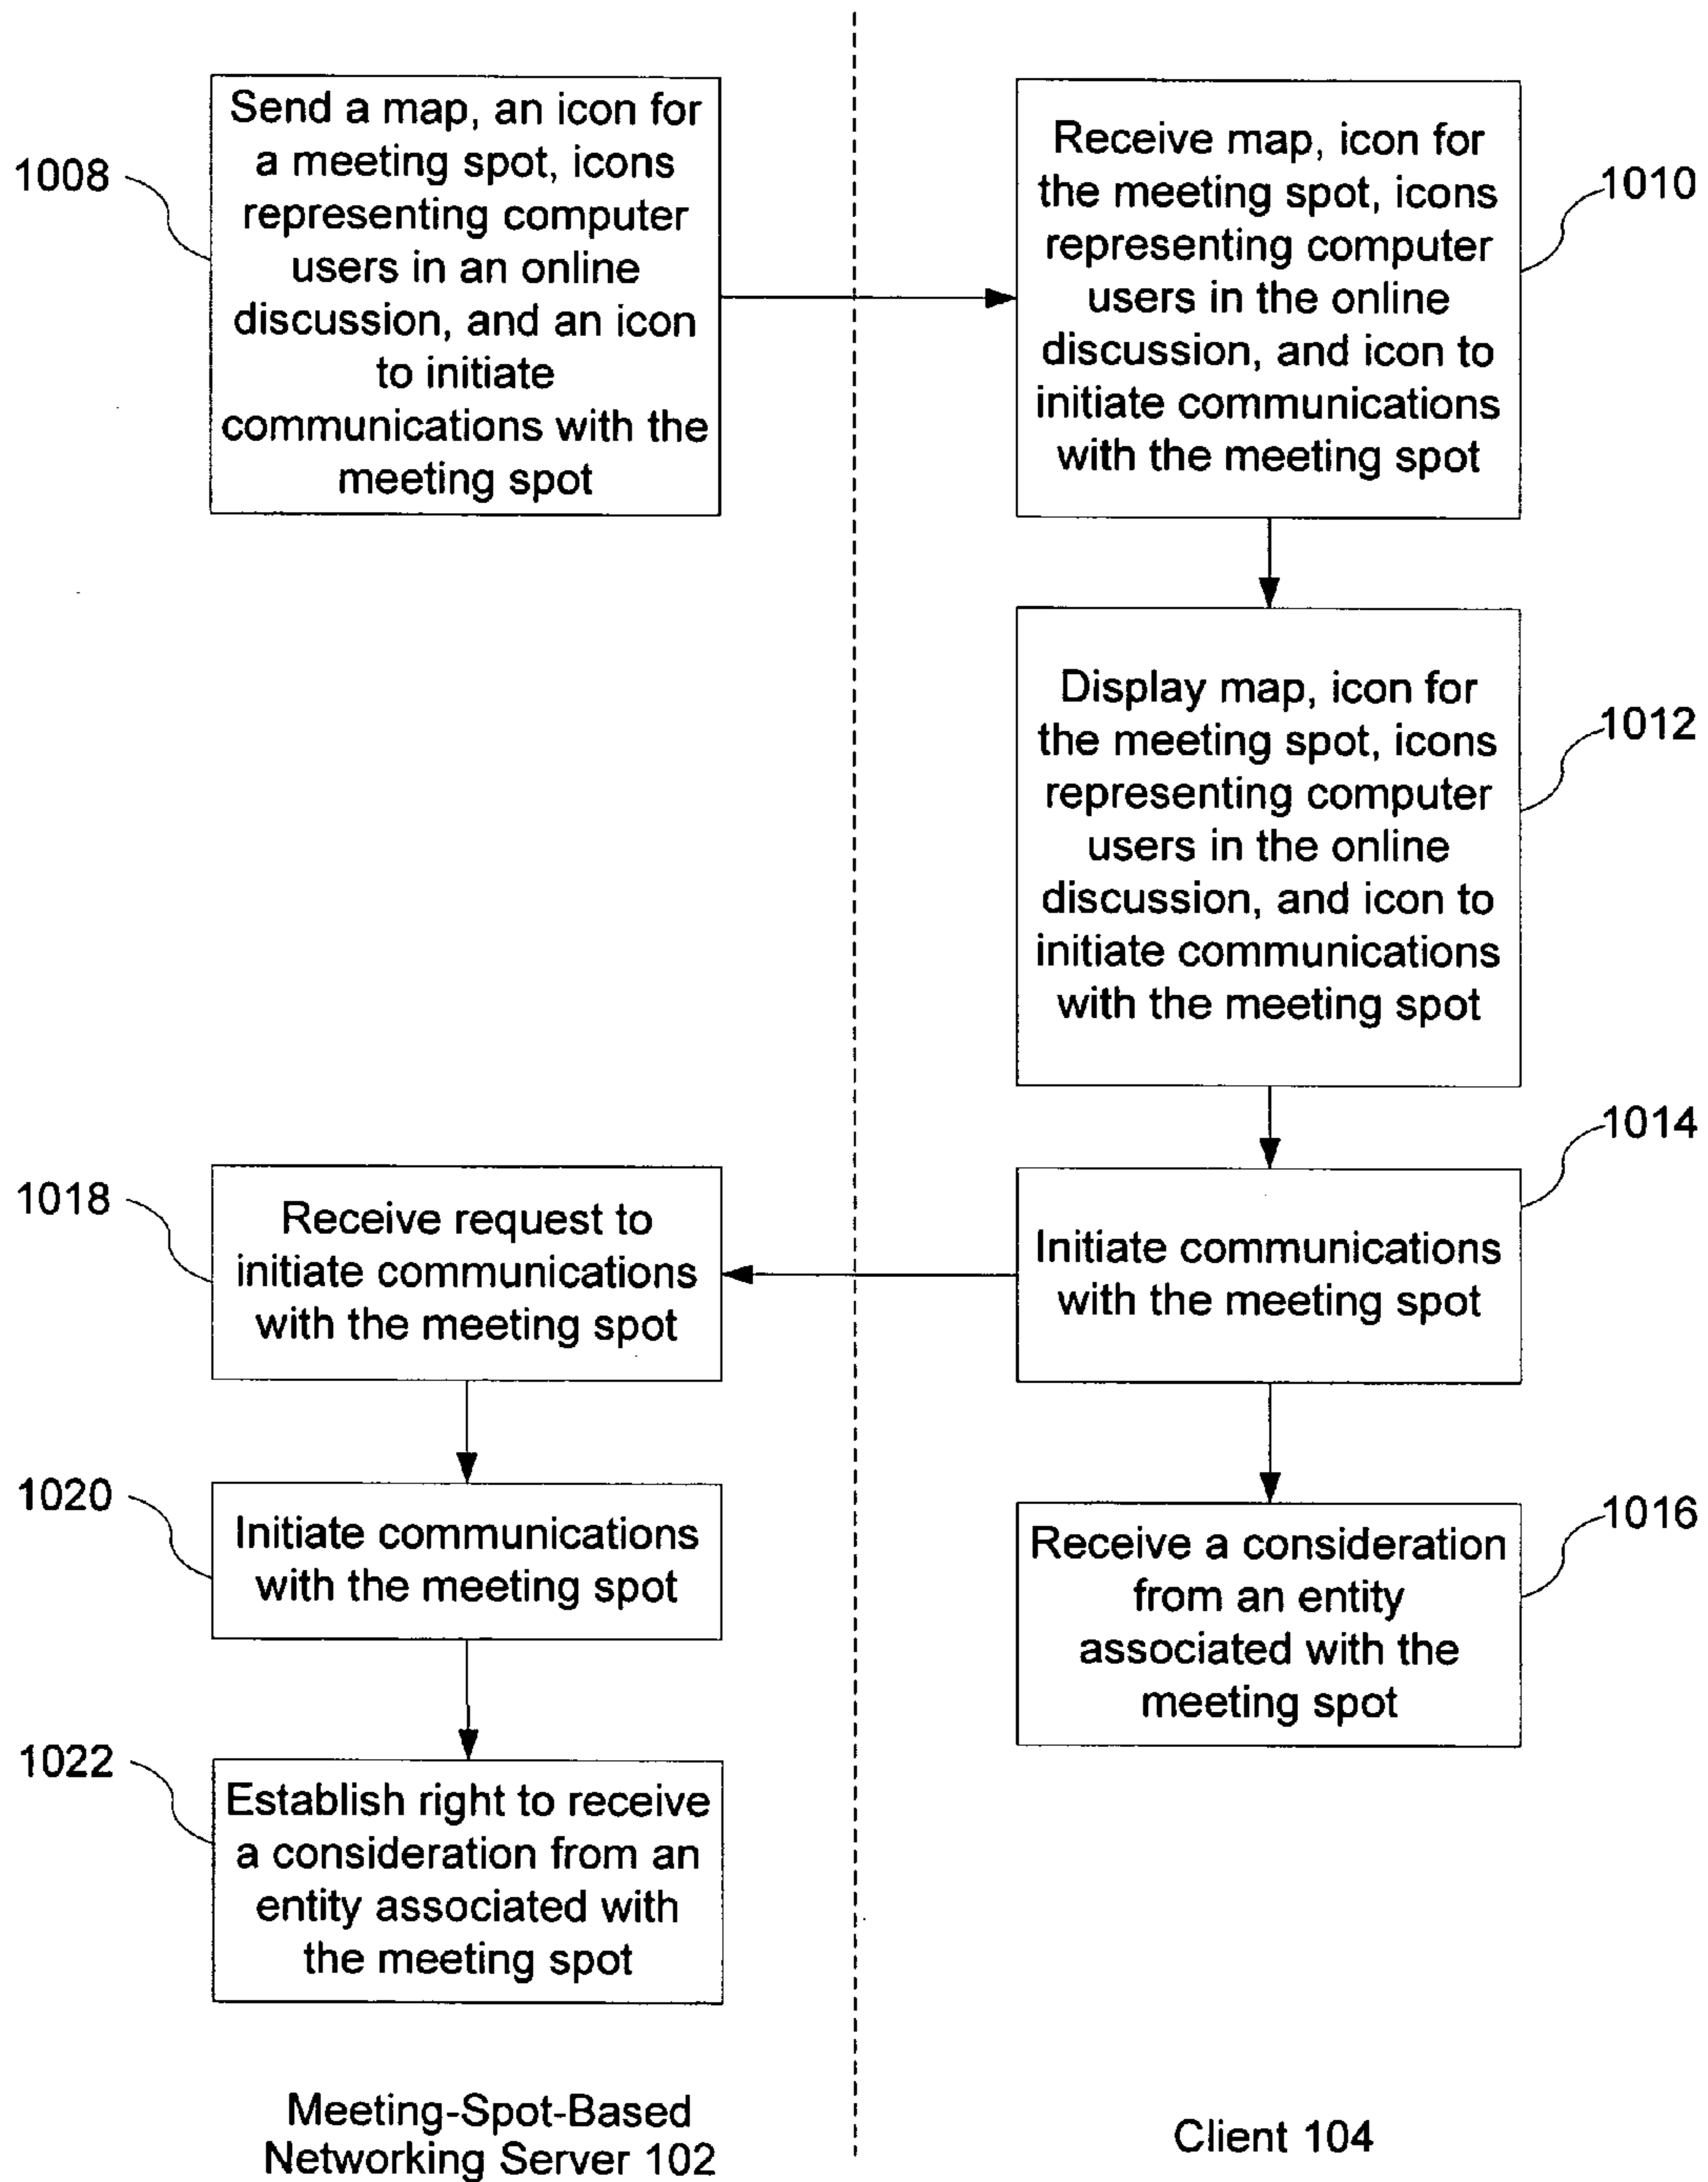 1008
Send a map, an icon for
a meeting spot, icons
representing computer
users in an online
discussion, and an icon
to initiate
communications with the
meeting spot
Receive map, icon for
the meeting spot, icons
representing computer
users in the online
discussion, and icon to
initiate communications
with the meeting spot
1010
Display map, icon for
the meeting spot, icons
representing computer
users in the online
discussion, and icon to
initiate communications
with the meeting spot
1012
Initiate communications
with the meeting spot
1014
1018
Receive request to
initiate communications
with the meeting spot
1020
Initiate communications
with the meeting spot
Receive a consideration
from an entity
associated with the
meeting spot
1016
1022
Establish right to receive
a consideration from an
entity associated with
the meeting spot
Meeting-Spot-Based
Networking Server 102
Client 104